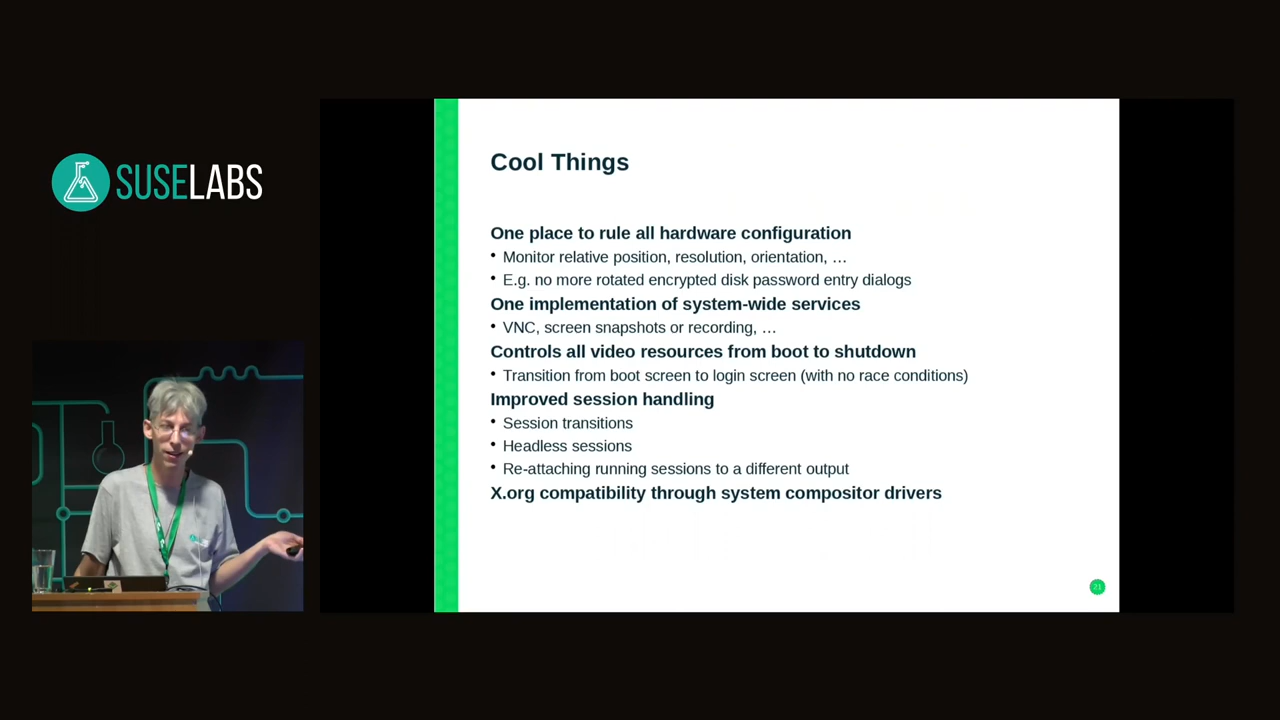 SUSELABS
Cool Things
One place to rule all hardware configuration
• Monitor relative position, resolution, orientation, …
• E.g. no more rotated encrypted disk password entry dialogs
One implementation of system-wide services
• VNC, screen snapshots or recording, …
Controls all video resources from boot to shutdown
• Transition from boot screen to login screen (with no race conditions)
Improved session handling
• Session transitions
• Headless sessions
• Re-attaching running sessions to a different output
X.org compatibility through system compositor drivers
21